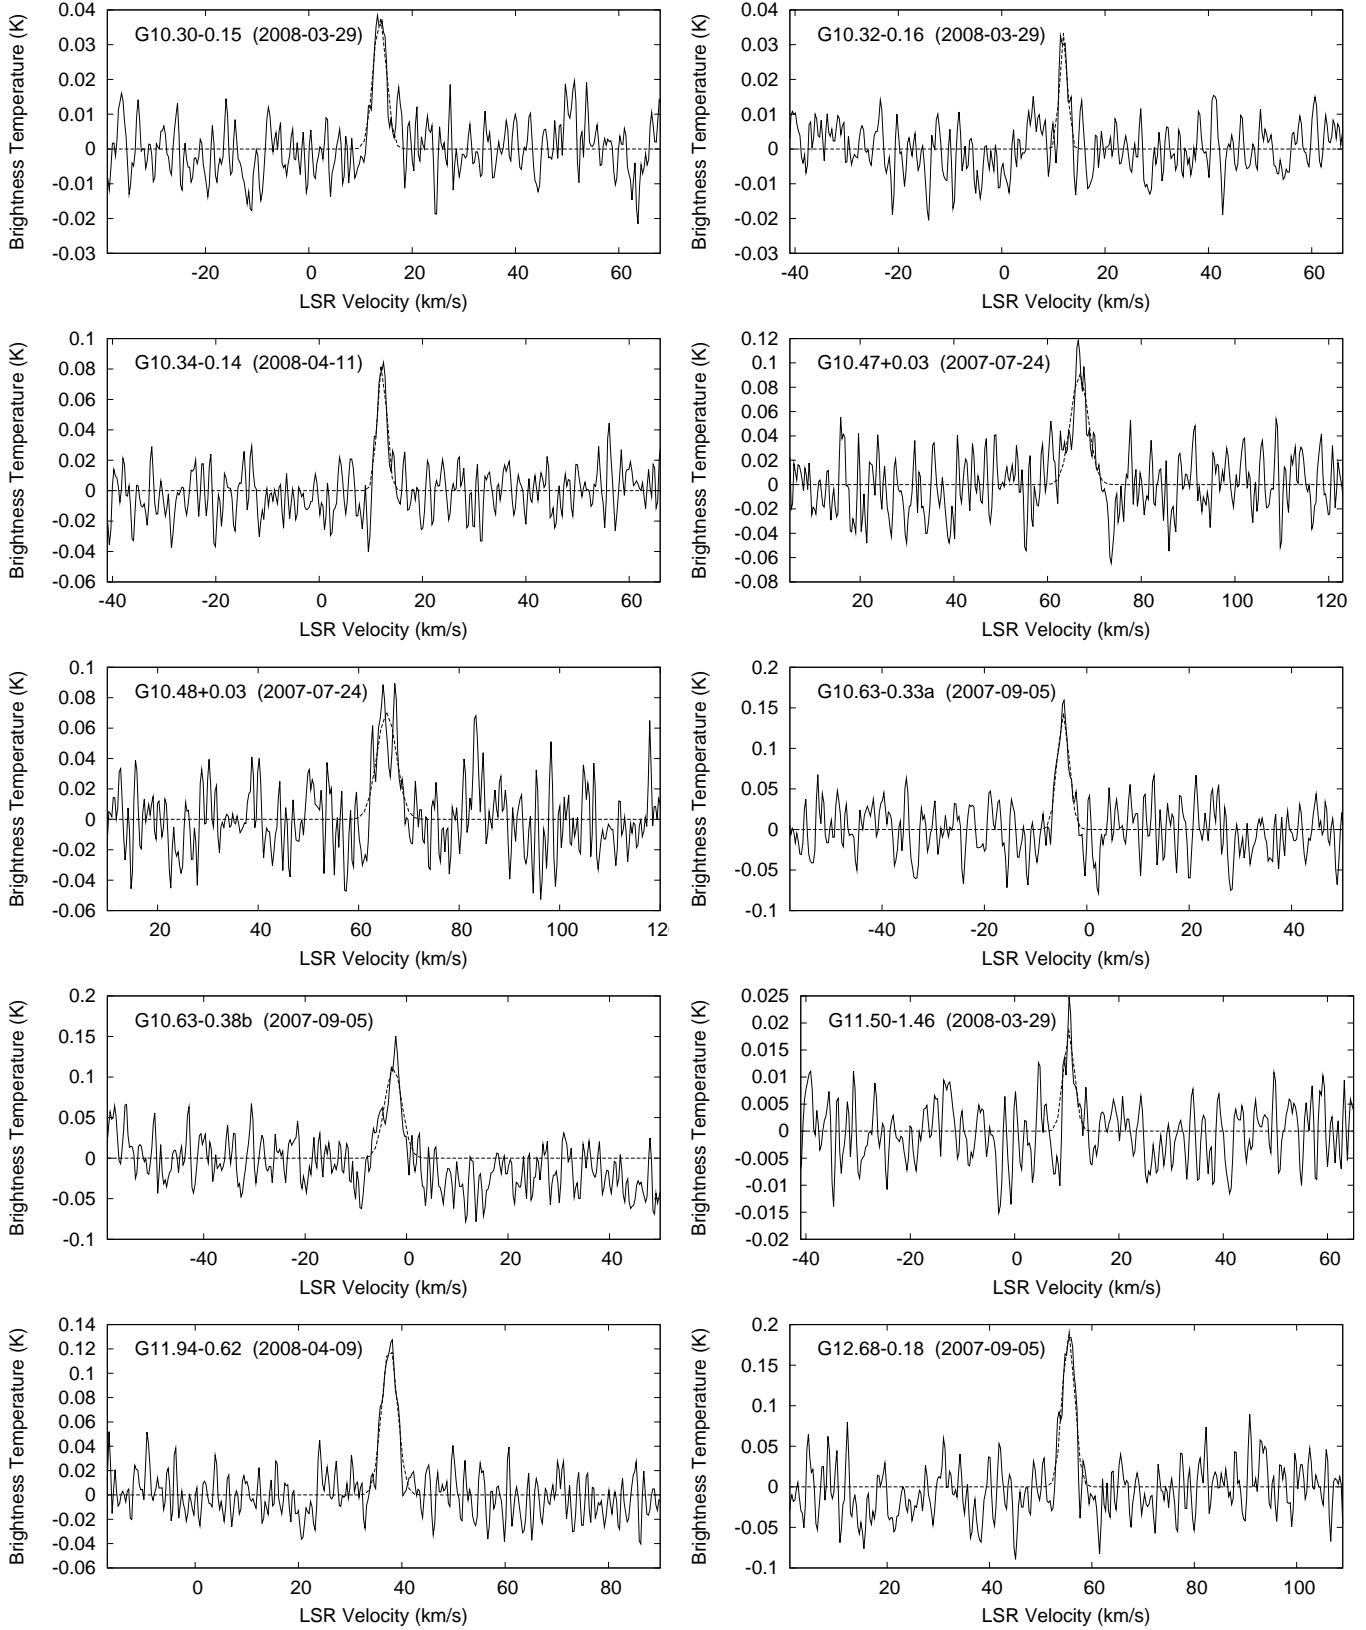 G10.30-0.15 (2008-03-29)
Brightness Temperature (K)
0.04
0.03
0.02
0.01
0
-0.01
-0.02
-0.03
-20 0 20 40 60
LSR Velocity (km/s)
G10.32-0.16 (2008-03-29)
Brightness Temperature (K)
0.04
0.03
0.02
0.01
0
-0.01
-0.02
-0.03
-40 -20 0 20 40 60
LSR Velocity (km/s)
G10.34-0.14 (2008-04-11)
Brightness Temperature (K)
0.1
0.08
0.06
0.04
0.02
0
-0.02
-0.04
-0.06
-40 -20 0 20 40 60
LSR Velocity (km/s)
G10.47+0.03 (2007-07-24)
Brightness Temperature (K)
0.12
0.1
0.08
0.06
0.04
0.02
0
-0.02
-0.04
-0.06
-0.08
20 40 60 80 100 120
LSR Velocity (km/s)
G10.48+0.03 (2007-07-24)
Brightness Temperature (K)
0.1
0.08
0.06
0.04
0.02
0
-0.02
-0.04
-0.06
20 40 60 80 100
LSR Velocity (km/s)
G10.63-0.33a (2007-09-05)
Brightness Temperature (K)
0.2
0.15
0.1
0.05
0
-0.05
-0.1
-40 -20 0 20 40
LSR Velocity (km/s)
G10.63-0.38b (2007-09-05)
Brightness Temperature (K)
0.2
0.15
0.1
0.05
0
-0.05
-0.1
-40 -20 0 20 40
LSR Velocity (km/s)
G11.50-1.46 (2008-03-29)
Brightness Temperature (K)
0.025
0.02
0.015
0.01
0.005
0
-0.005
-0.01
-0.015
-0.02
-40 -20 0 20 40 60
LSR Velocity (km/s)
G11.94-0.62 (2008-04-09)
Brightness Temperature (K)
0.14
0.12
0.1
0.08
0.06
0.04
0.02
0
-0.02
-0.04
-0.06
0 20 40 60 80
LSR Velocity (km/s)
G12.68-0.18 (2007-09-05)
Brightness Temperature (K)
0.2
0.15
0.1
0.05
0
-0.05
-0.1
20 40 60 80 100
LSR Velocity (km/s)